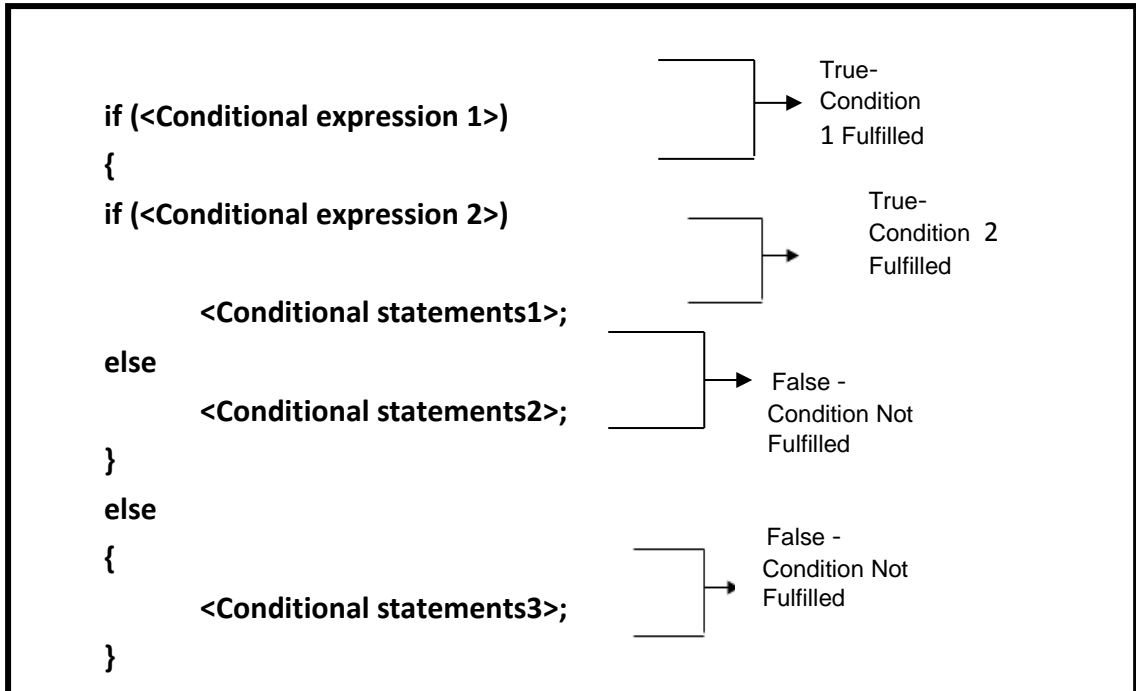 True-
Condition
1 Fulfilled
if (<Conditional expression 1>)
{
if (<Conditional expression 2>)
True-
Condition 2
Fulfilled
<Conditional statements1>;
else
<Conditional statements2>;
False -
Condition Not
Fulfilled
}
else
{
<Conditional statements3>;
False -
Condition Not
Fulfilled
}